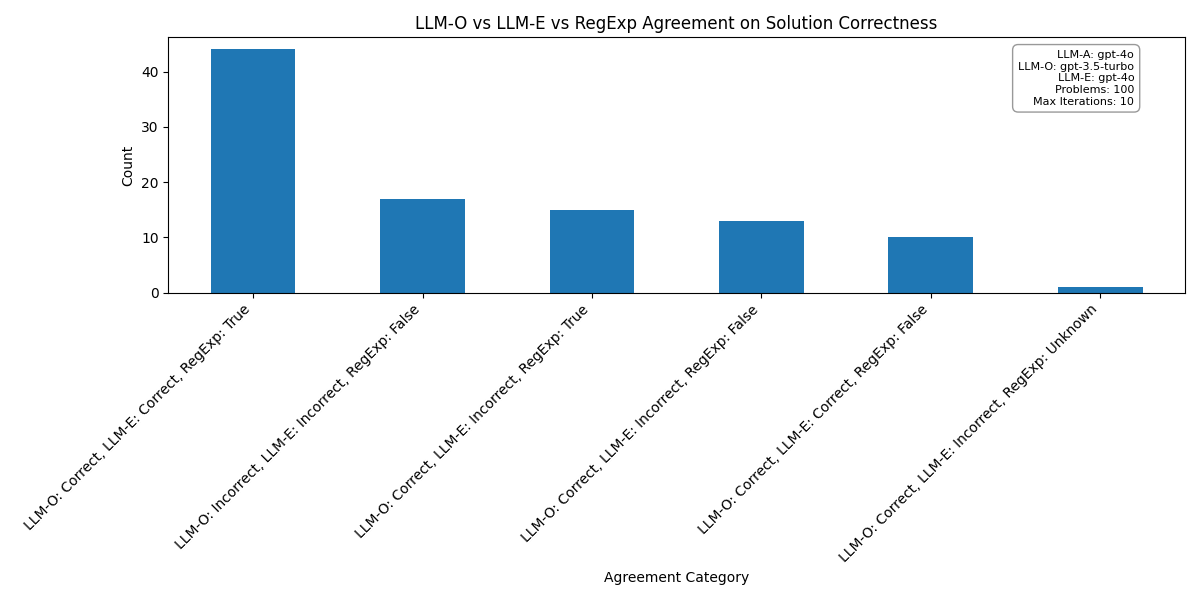 LLM-O vs LLM-E vs RegExp Agreement on Solution Correctness
LLM-A: gpt-4o
LLM-O: gpt-3.5-turbo
LLM-E: gpt-4o
Problems: 100
Max Iterations: 10
Count
40
30
20
10
0
LLM-O: Correct, LLM-E: Correct, RegExp: True
LLM-O: Incorrect, LLM-E: Incorrect, RegExp: False
LLM-O: Correct, LLM-E: Incorrect, RegExp: True
LLM-O: Correct, LLM-E: Incorrect, RegExp: False
LLM-O: Correct, LLM-E: Correct, RegExp: False
LLM-O: Correct, LLM-E: Incorrect, RegExp: Unknown
Agreement Category